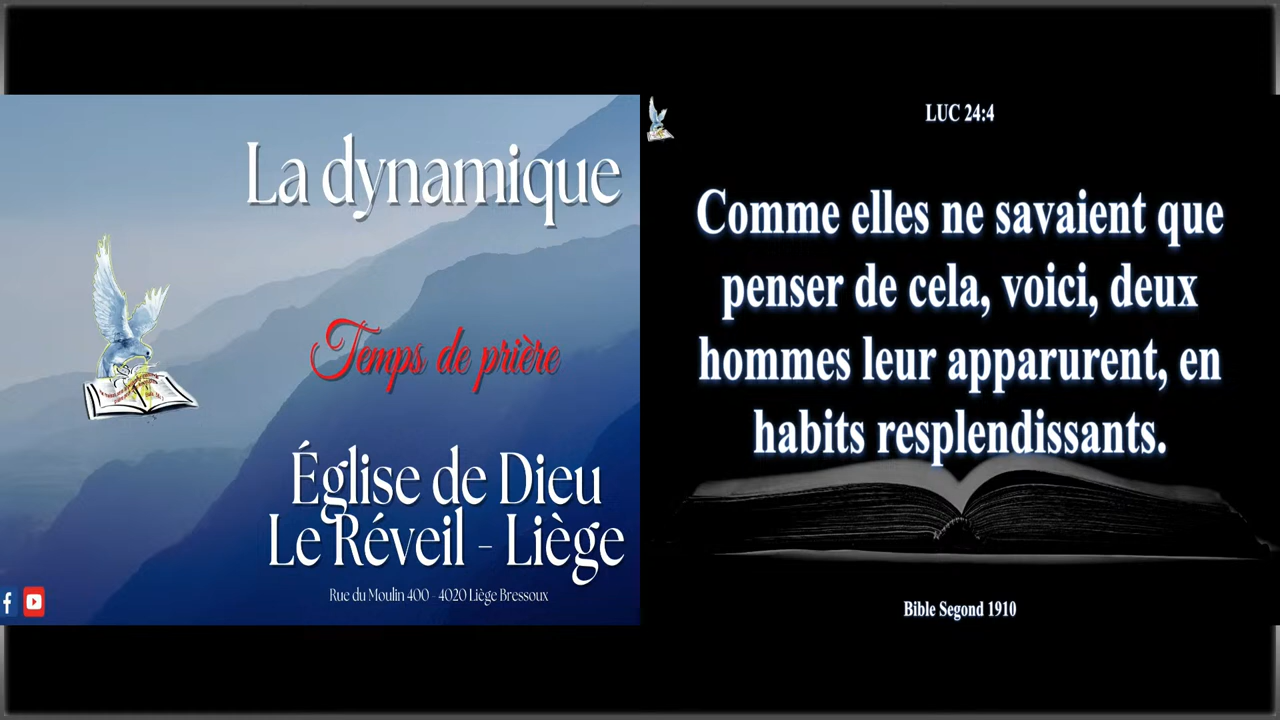 La dynamique
Temps de prière
Église de Dieu
Le Réveil - Liège
Rue du Moulin 400 - 4020 Liège Bressoux
LUC 24:4
Comme elles ne savaient que
penser de cela, voici, deux
hommes leur apparurent, en
habits resplendissants.
Bible Segond 1910